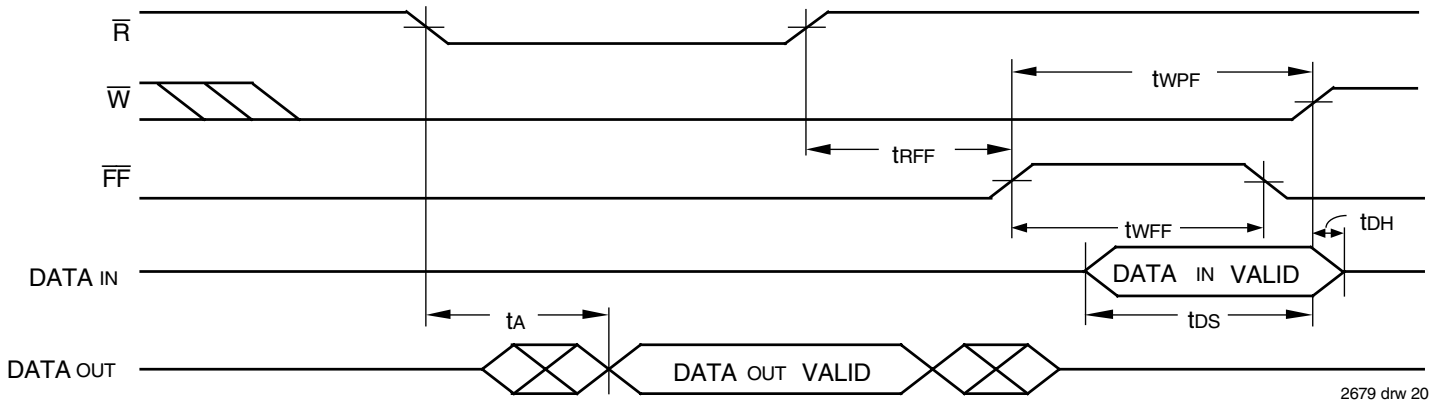 R̅
tWPF
W̅
tRFF
F̅F̅
tWFF
tDH
DATA IN
DATA IN VALID
tA
tDS
DATA OUT
DATA OUT VALID
2679 drw 20